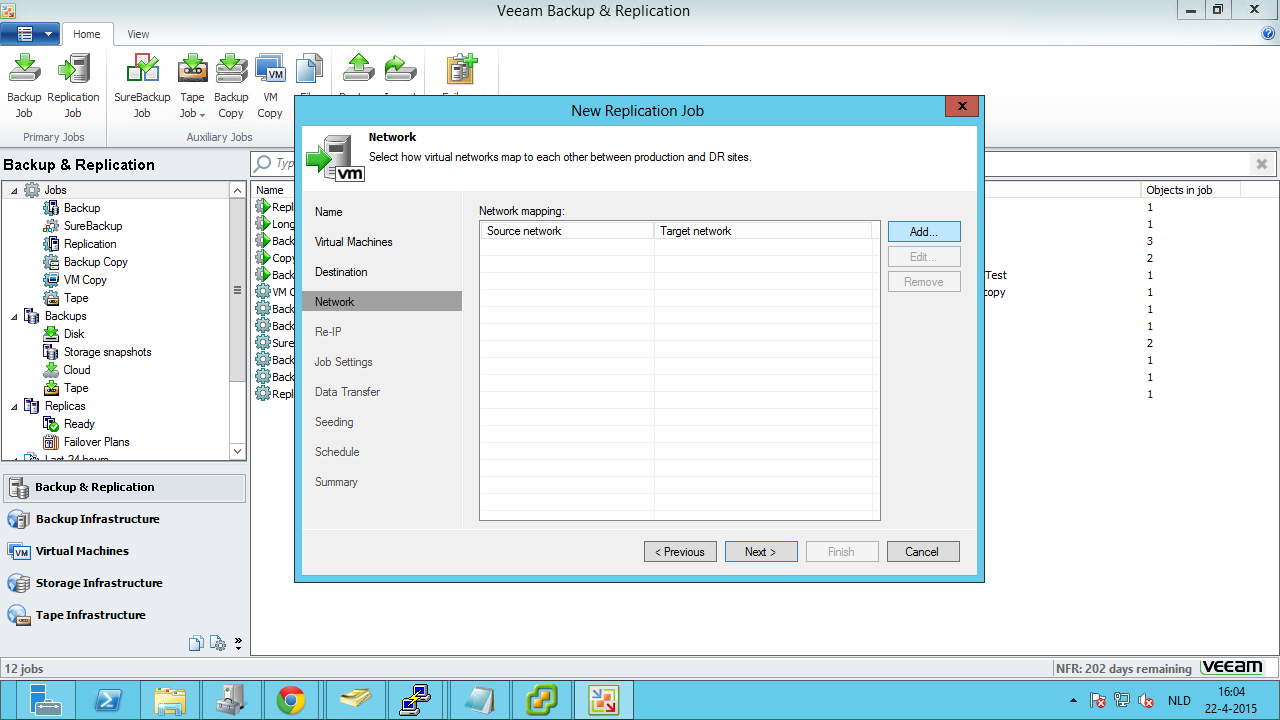 Veeam Backup & Replication
Home
View
Backup Job
Replication Job
Primary Jobs
SureBackup Job
Tape Job
Backup Copy
VM Copy
Auxiliary Jobs
Backup & Replication
Jobs
Backup
SureBackup
Replication
Backup Copy
VM Copy
Tape
Backups
Disk
Storage snapshots
Cloud
Tape
Replicas
Ready
Failover Plans
Last 24 hours
Backup & Replication
Backup Infrastructure
Virtual Machines
Storage Infrastructure
Tape Infrastructure
Name
Objects in job
Repl 1
Long 1
Back 3
Copy 2
Back Test 1
VM C copy 1
Back 1
Back 1
Sure 2
Back 1
Back 1
Repl 1
New Replication Job
Network
Select how virtual networks map to each other between production and DR sites.
vm
Name
Virtual Machines
Destination
Network
Re-IP
Job Settings
Data Transfer
Seeding
Schedule
Summary
Network mapping:
Source network Target network
Add...
Edit...
Remove
< Previous Next > Finish Cancel
12 jobs
NFR: 202 days remaining
veeam
NLD
16:04
22-4-2015